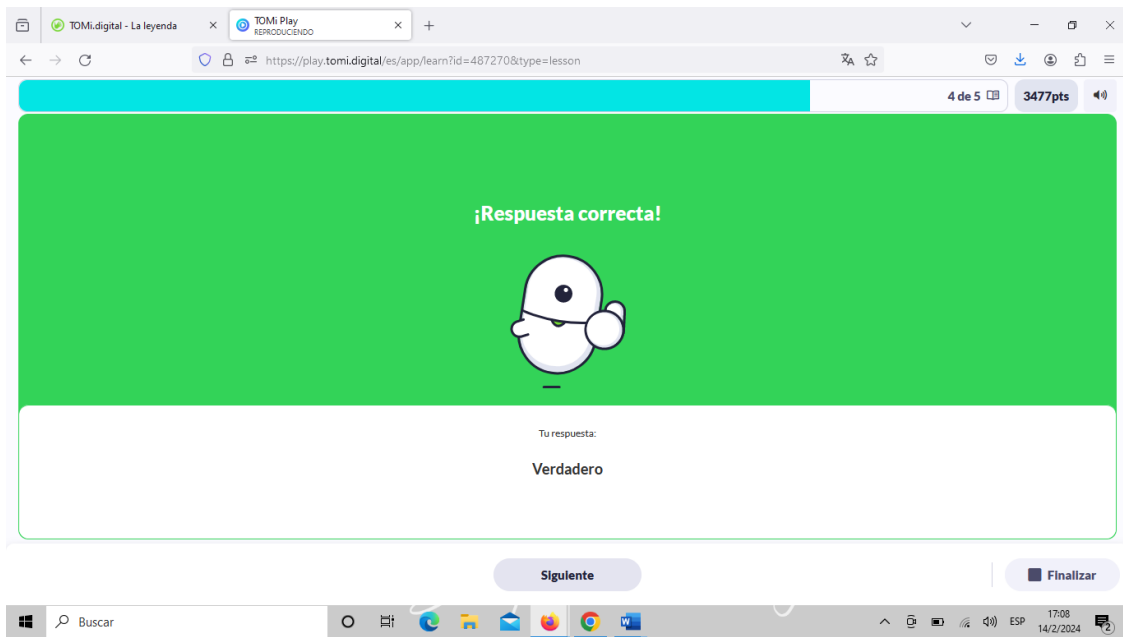 TOMi.digital - La leyenda
TOMi Play
REPRODUCIENDO
https://play.tomi.digital/es/app/learn?id=487270&type=lesson
4 de 5
3477pts
¡Respuesta correcta!
Tu respuesta:
Verdadero
Siguiente
Finalizar
Buscar
ESP
17:08
14/2/2024
2